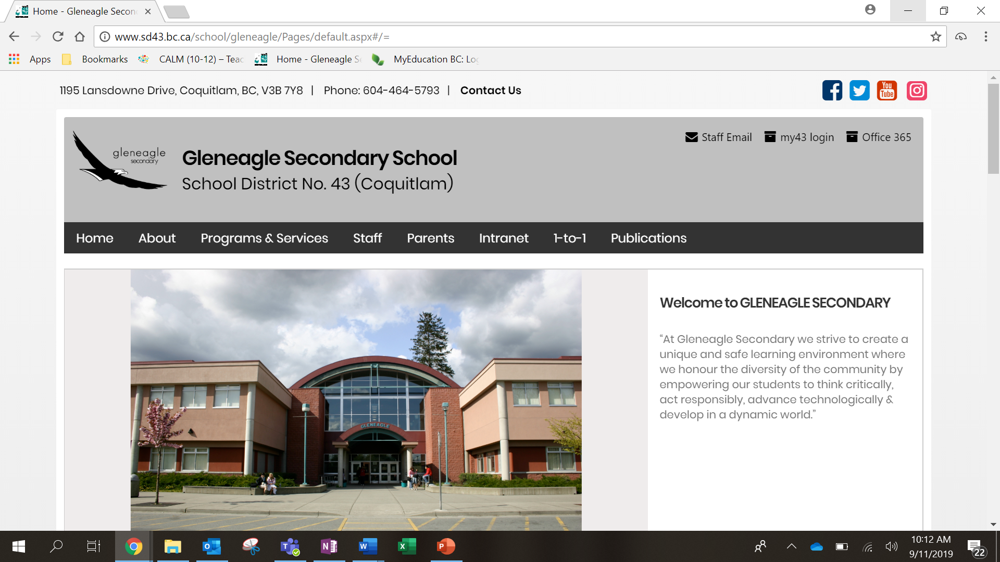 Home - Gleneagle Secon
www.sd43.bc.ca/school/gleneagle/Pages/default.aspx#/=
Apps Bookmarks CALM (10-12) – Teac Home - Gleneagle Se MyEducation BC: Log
1195 Lansdowne Drive, Coquitlam, BC, V3B 7Y8 | Phone: 604-464-5793 | Contact Us
You
Tube
Staff Email my43 login Office 365
gleneagle
secondary
Gleneagle Secondary School
School District No. 43 (Coquitlam)
Home About Programs & Services Staff Parents Intranet 1-to-1 Publications
GLENEAGLE
Welcome to GLENEAGLE SECONDARY
“At Gleneagle Secondary we strive to create a
unique and safe learning environment where
we honour the diversity of the community by
empowering our students to think critically,
act responsibly, advance technologically &
develop in a dynamic world.”
10:12 AM
9/11/2019
22